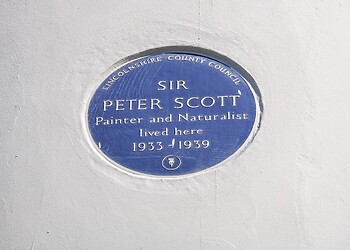 LINCOLNSHIRE COUNTY COUNCIL
SIR
PETER SCOTT
Painter and Naturalist
lived here
1933 - 1939